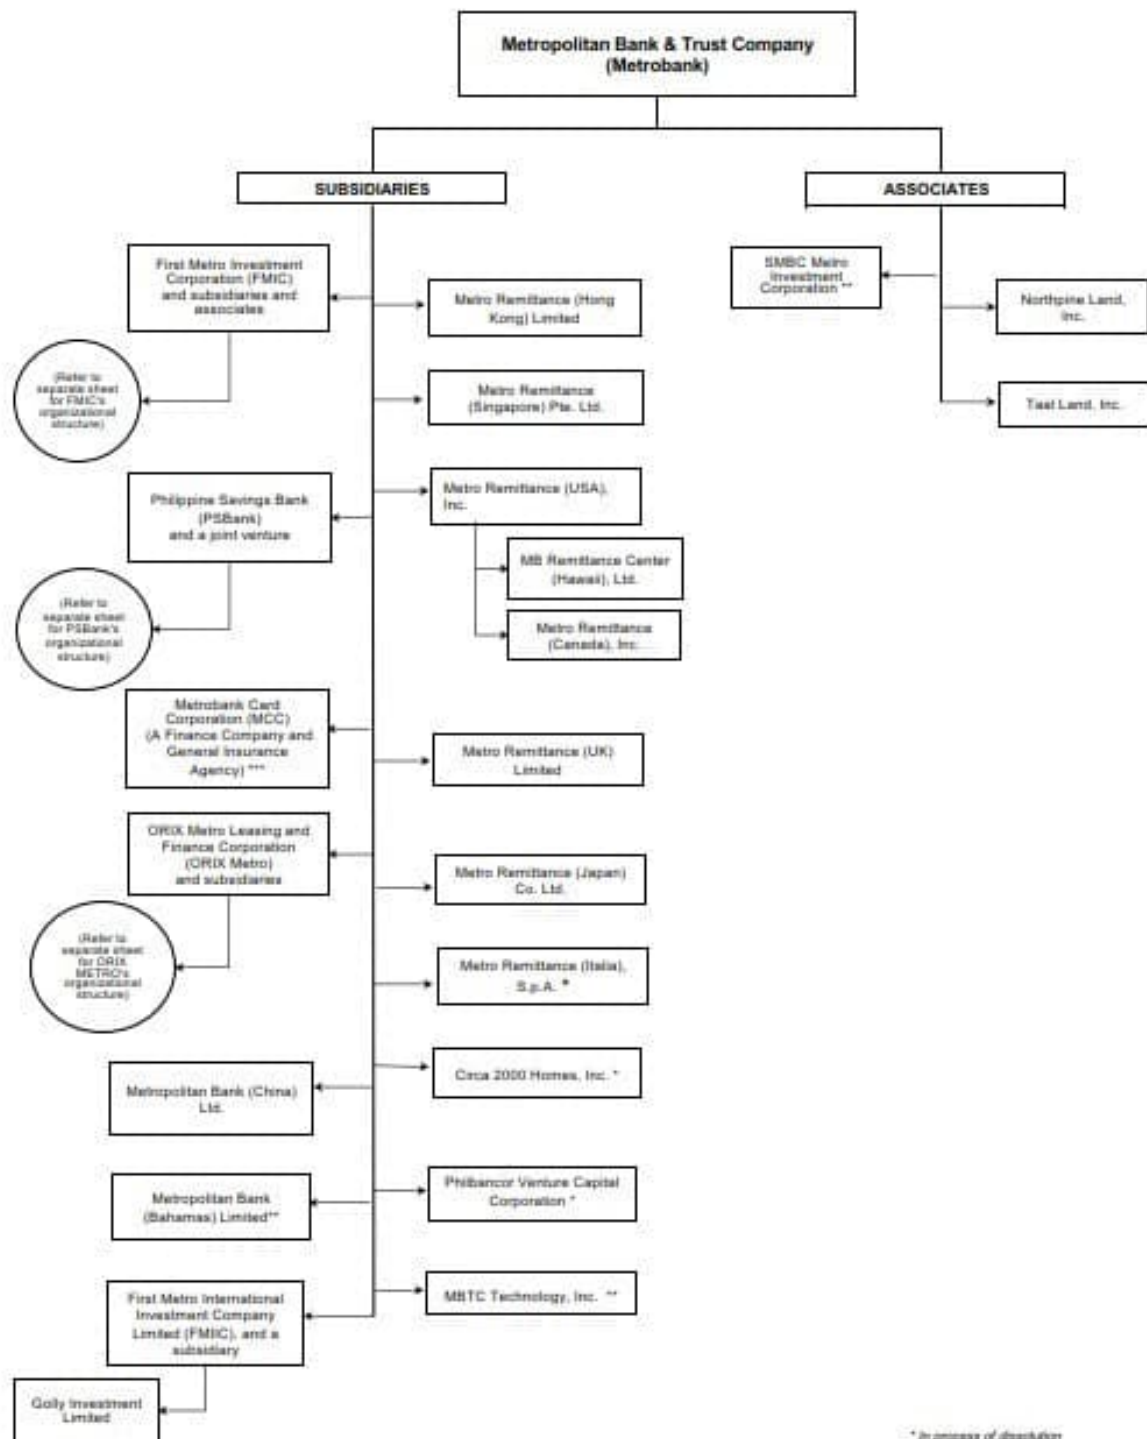 Metropolitan Bank & Trust Company
(Metrobank)
SUBSIDIARIES
ASSOCIATES
First Metro Investment
Corporation (FMIC)
and subsidiaries and
associates
(Refer to
separate sheet
for FMIC's
organizational
structure)
Philippine Savings Bank
(PSBank)
and a joint venture
(Refer to
separate sheet
for PSBank's
organizational
structure)
Metrobank Card
Corporation (MCC)
(A Finance Company and
General Insurance
Agency) ***
ORIX Metro Leasing and
Finance Corporation
(ORIX Metro)
and subsidiaries
(Refer to
separate sheet
for ORIX
METRO's
organizational
structure)
Metropolitan Bank (China)
Ltd.
Metropolitan Bank
(Bahamas) Limited**
First Metro International
Investment Company
Limited (FMIIC), and a
subsidiary
Golly Investment
Limited
Metro Remittance (Hong
Kong) Limited
Metro Remittance
(Singapore) Pte. Ltd.
Metro Remittance (USA),
Inc.
MB Remittance Center
(Hawaii), Ltd.
Metro Remittance
(Canada), Inc.
Metro Remittance (UK)
Limited
Metro Remittance (Japan)
Co. Ltd.
Metro Remittance (Italia),
S.p.A. *
Circa 2000 Homes, Inc. *
Philbancor Venture Capital
Corporation *
MBTC Technology, Inc. **
SMBC Metro
Investment
Corporation **
Northpine Land,
Inc.
Taal Land, Inc.
* In process of dissolution